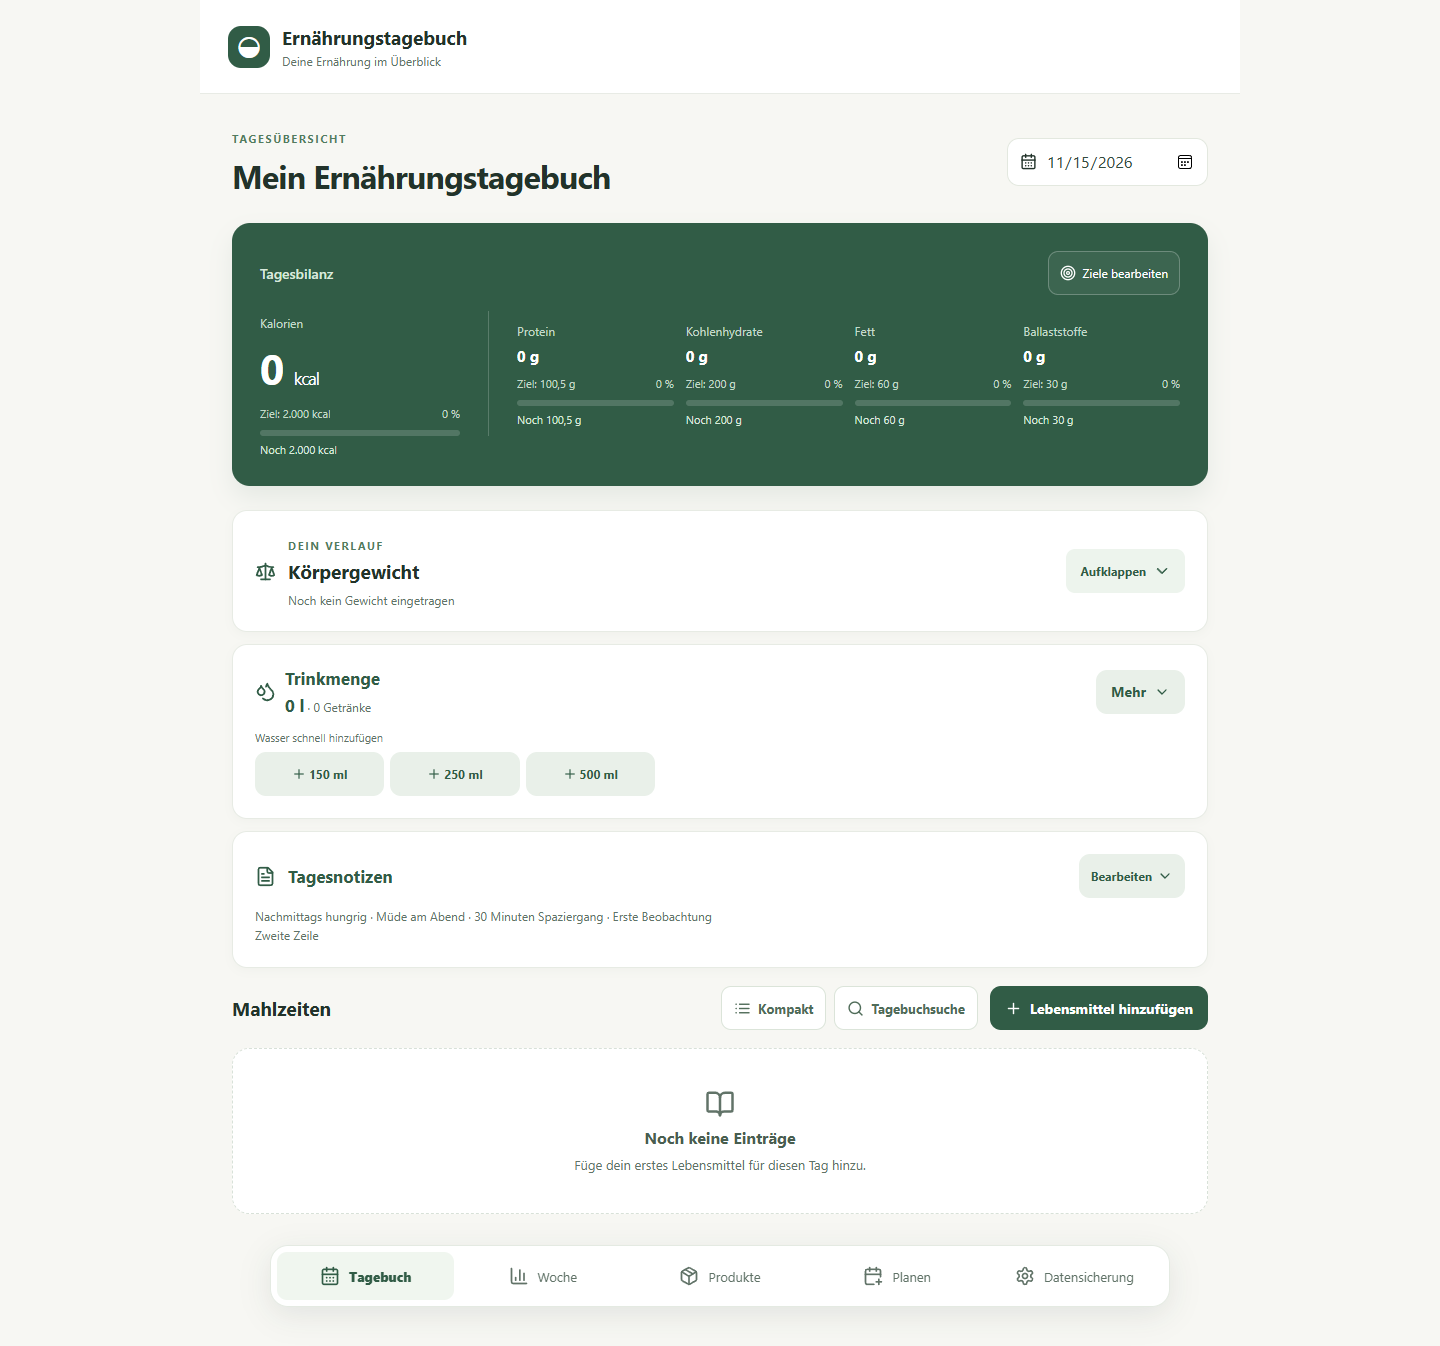 Ernährungstagebuch
Deine Ernährung im Überblick
TAGESÜBERSICHT
Mein Ernährungstagebuch
11/15/2026
Tagesbilanz
Ziele bearbeiten
Kalorien
0 kcal
Ziel: 2.000 kcal 0 %
Noch 2.000 kcal
Protein
0 g
Ziel: 100,5 g 0 %
Noch 100,5 g
Kohlenhydrate
0 g
Ziel: 200 g 0 %
Noch 200 g
Fett
0 g
Ziel: 60 g 0 %
Noch 60 g
Ballaststoffe
0 g
Ziel: 30 g 0 %
Noch 30 g
DEIN VERLAUF
Körpergewicht
Noch kein Gewicht eingetragen
Aufklappen
Trinkmenge
0 l · 0 Getränke
Mehr
Wasser schnell hinzufügen
+ 150 ml
+ 250 ml
+ 500 ml
Tagesnotizen
Bearbeiten
Nachmittags hungrig · Müde am Abend · 30 Minuten Spaziergang · Erste Beobachtung
Zweite Zeile
Mahlzeiten
Kompakt
Tagebuchsuche
+ Lebensmittel hinzufügen
Noch keine Einträge
Füge dein erstes Lebensmittel für diesen Tag hinzu.
Tagebuch
Woche
Produkte
Planen
Datensicherung